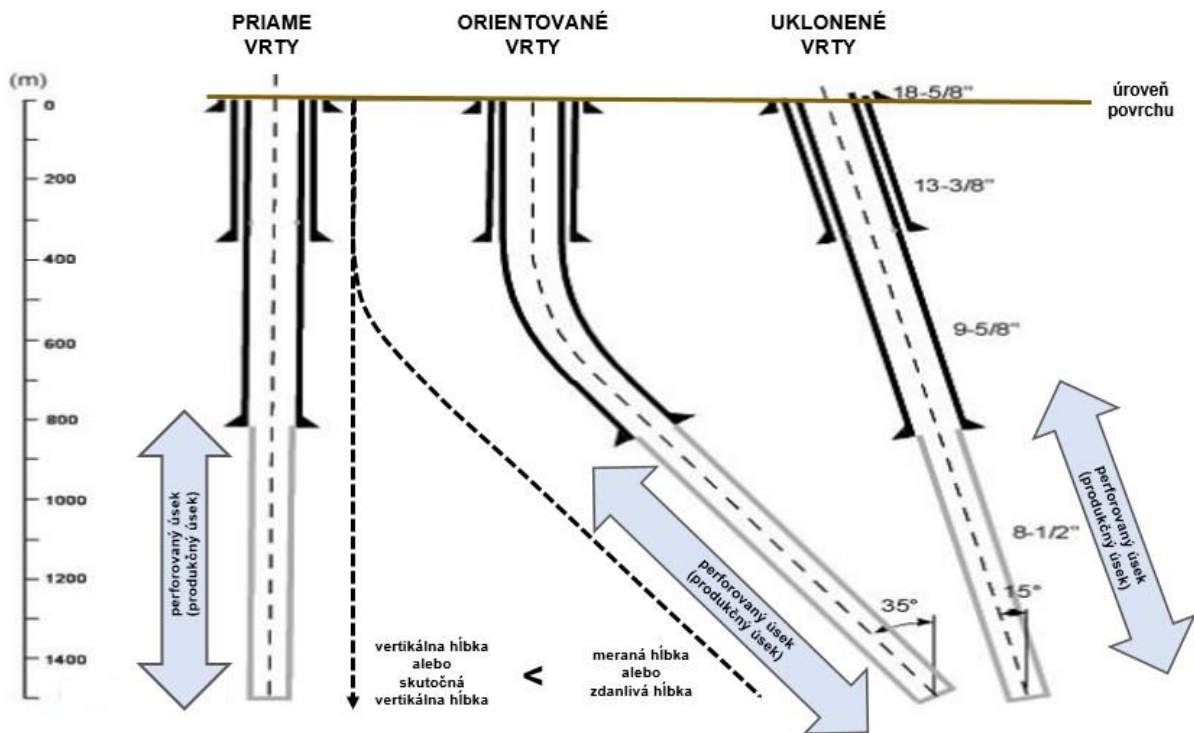 PRIAME
VRTY
ORIENTOVANÉ
VRTY
UKLONENÉ
VRTY
(m)
0
200
400
600
800
1000
1200
1400
úroveň
povrchu
18-5/8"
13-3/8"
9-5/8"
8-1/2"
15°
35°
perforovaný úsek
(produkčný úsek)
perforovaný úsek
(produkčný úsek)
perforovaný úsek
(produkčný úsek)
vertikálna hĺbka
alebo
skutočná
vertikálna hĺbka
<
meraná hĺbka
alebo
zdanlivá hĺbka